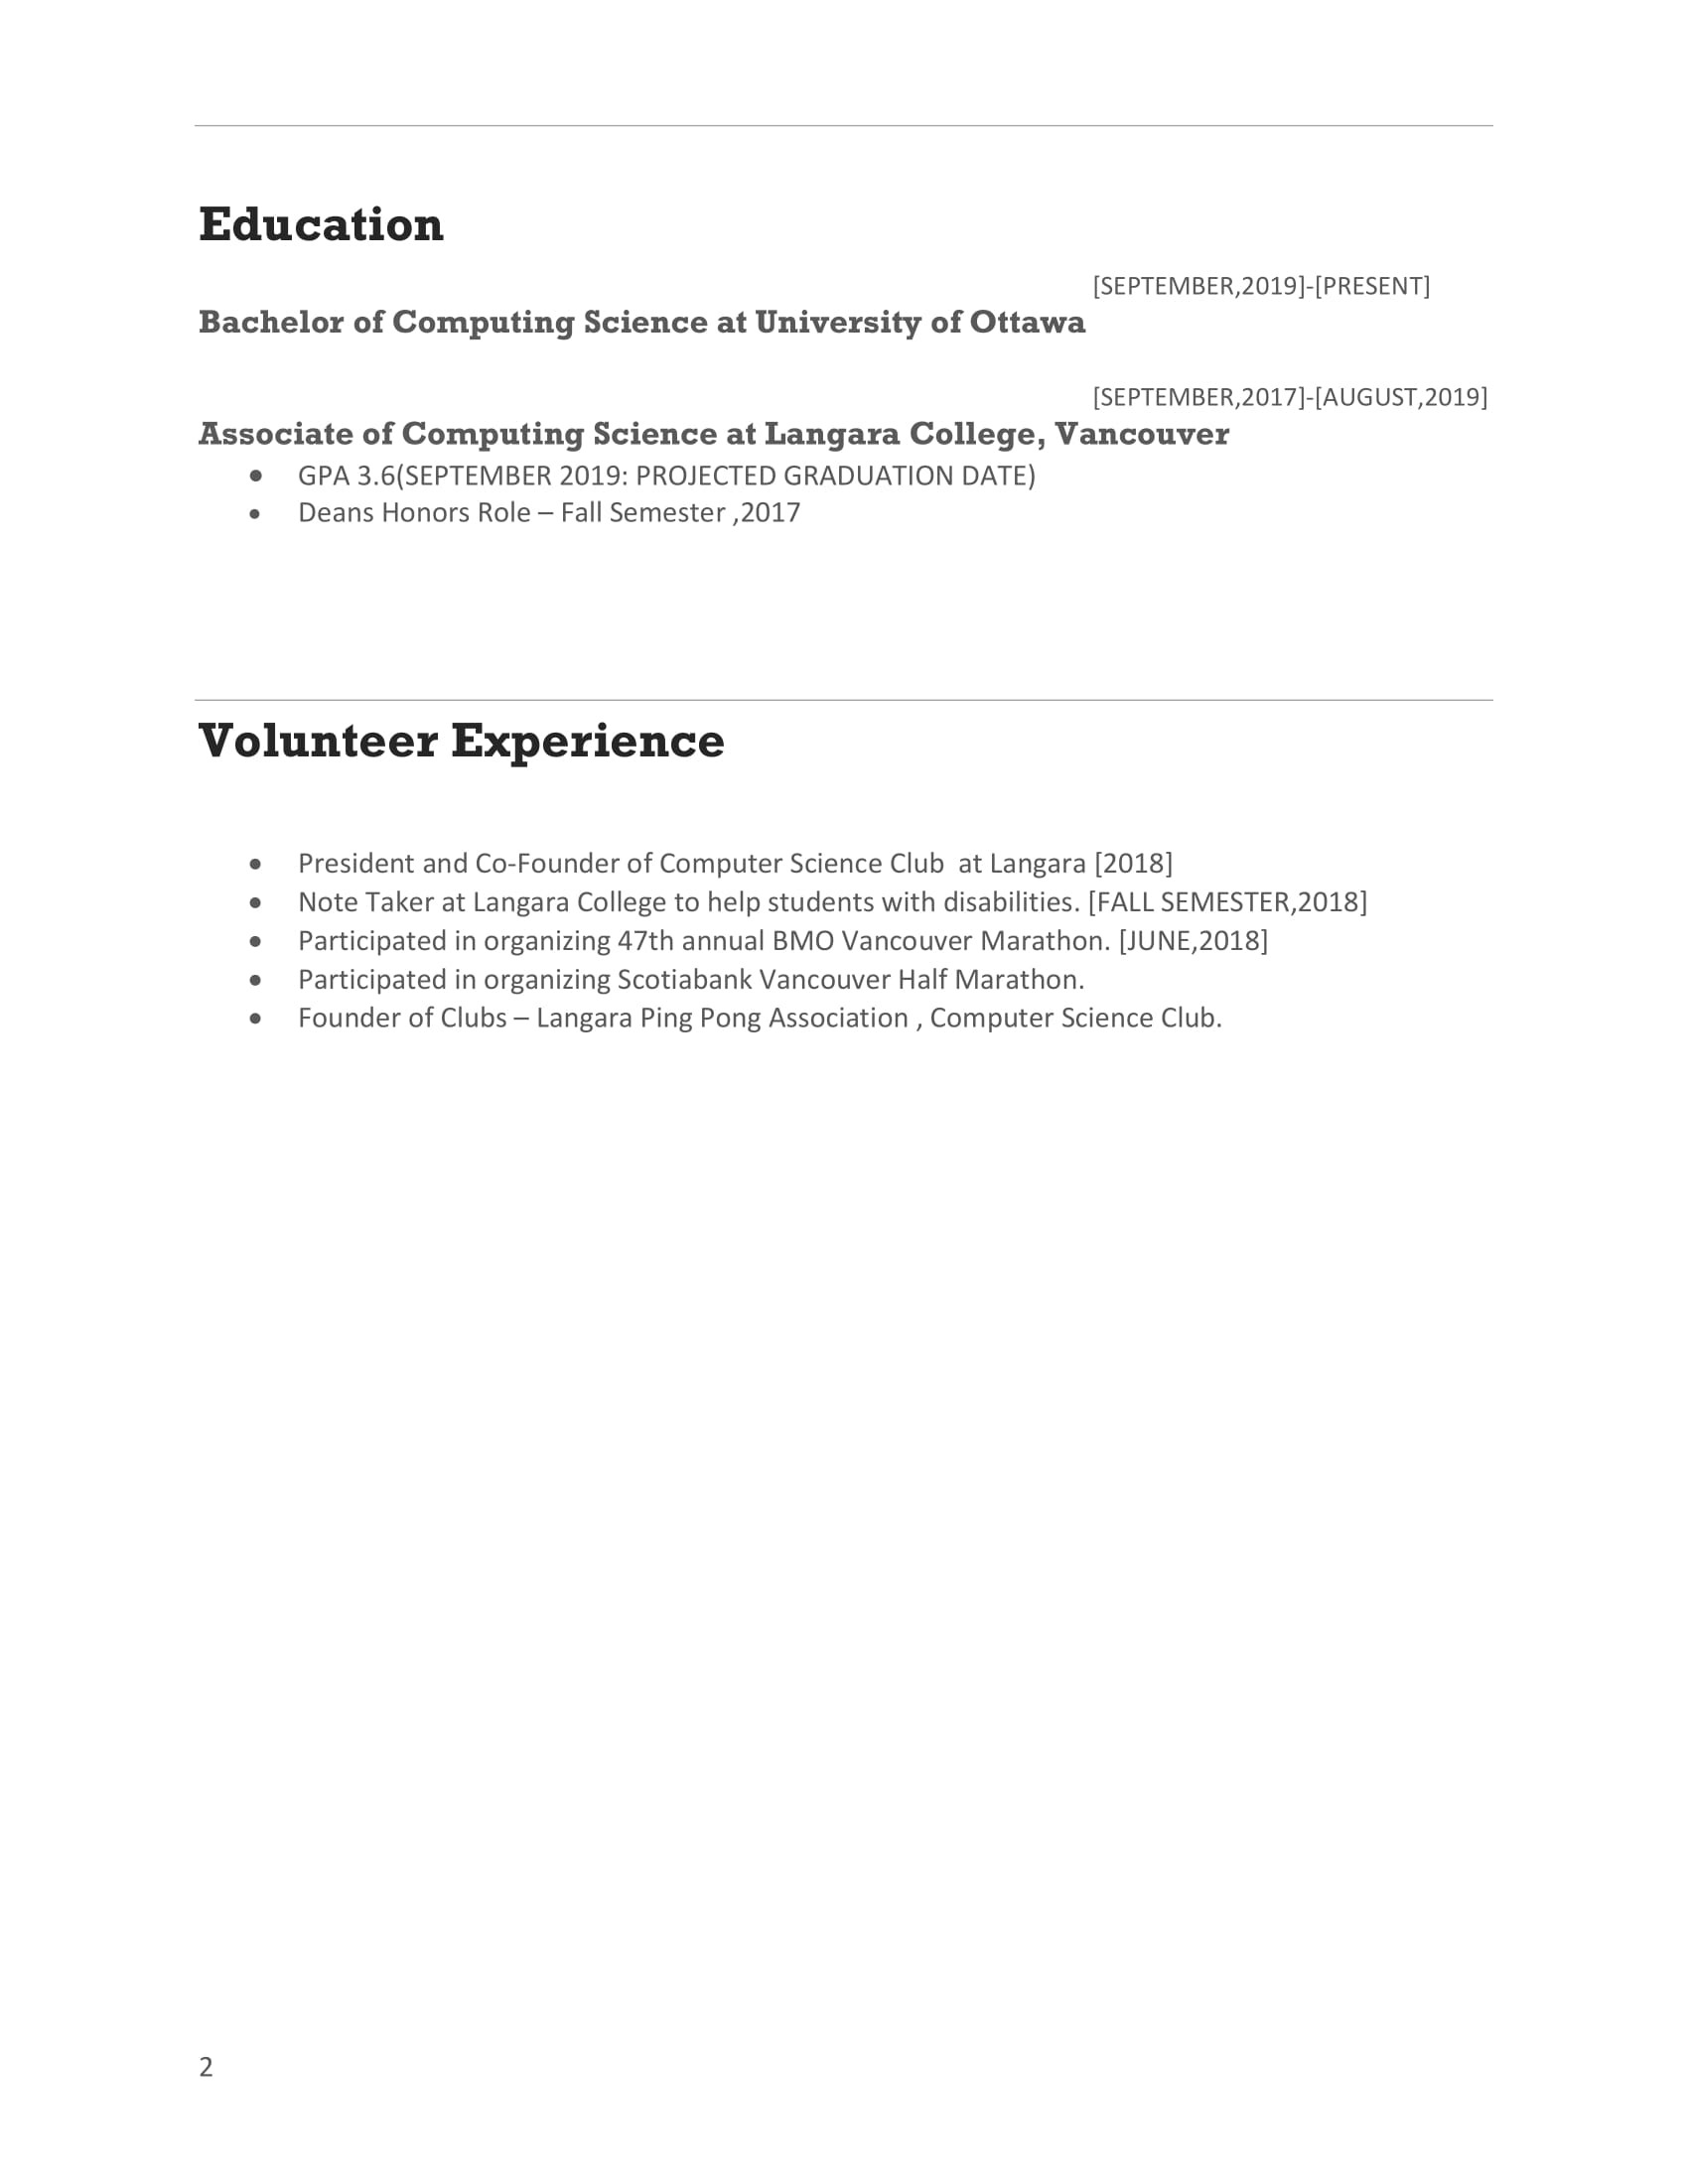 Education
[SEPTEMBER,2019]-[PRESENT]
Bachelor of Computing Science at University of Ottawa
[SEPTEMBER,2017]-[AUGUST,2019]
Associate of Computing Science at Langara College, Vancouver
• GPA 3.6(SEPTEMBER 2019: PROJECTED GRADUATION DATE)
• Deans Honors Role – Fall Semester ,2017
Volunteer Experience
• President and Co-Founder of Computer Science Club  at Langara [2018]
• Note Taker at Langara College to help students with disabilities. [FALL SEMESTER,2018]
• Participated in organizing 47th annual BMO Vancouver Marathon. [JUNE,2018]
• Participated in organizing Scotiabank Vancouver Half Marathon.
• Founder of Clubs – Langara Ping Pong Association , Computer Science Club.
2